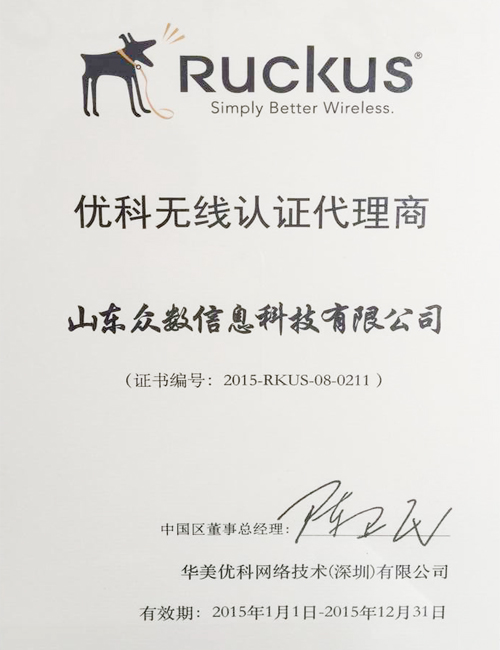 RUCKUS®
Simply Better Wireless.
优科无线认证代理商
山东众数信息科技有限公司
（证书编号：2015-RKUS-08-0211）
中国区董事总经理：陈卫民
华美优科网络技术(深圳)有限公司
有效期：2015年1月1日-2015年12月31日